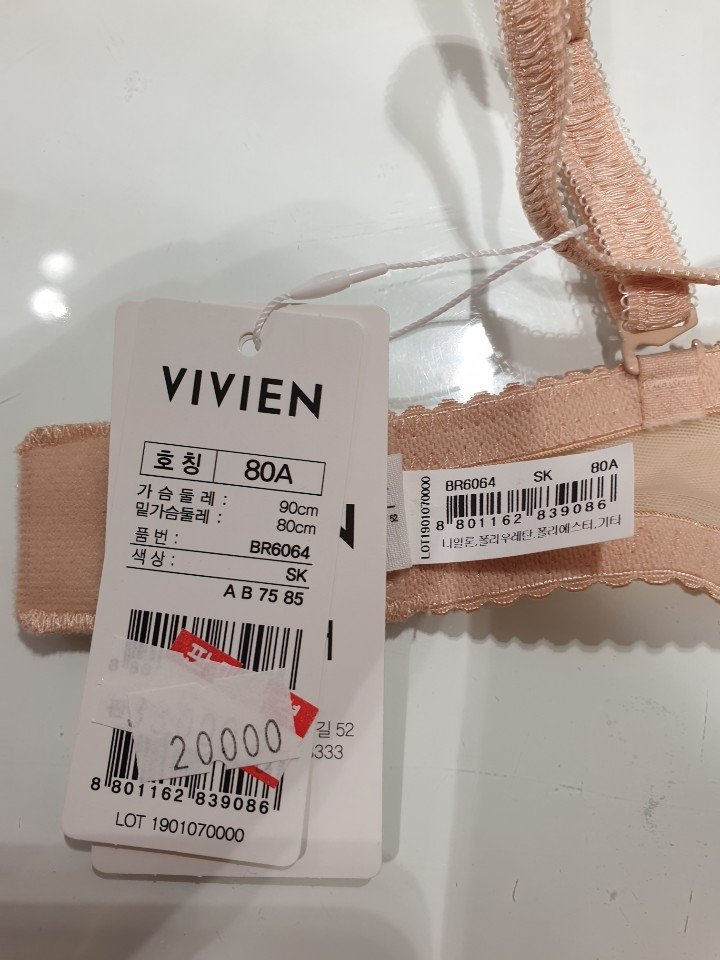 VIVIEN
호칭 80A
가슴둘레 : 90cm
밑가슴둘레 : 80cm
품번 : BR6064
색상 : SK
A B 75 85
20000
8 801162 839086
LOT 1901070000
길 52
3333
BR6064 SK 80A
8 801162 839086
나일론.폴리우레탄.폴리에스터.기타
LOT1901070000